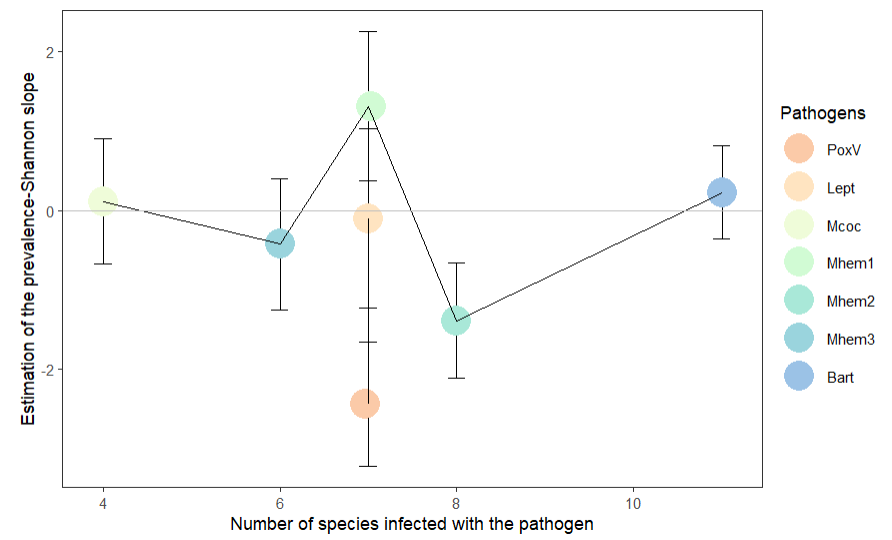 Estimation of the prevalence-Shannon slope
2
0
-2
4
6
8
10
Number of species infected with the pathogen
Pathogens
PoxV
Lept
Mcoc
Mhem1
Mhem2
Mhem3
Bart